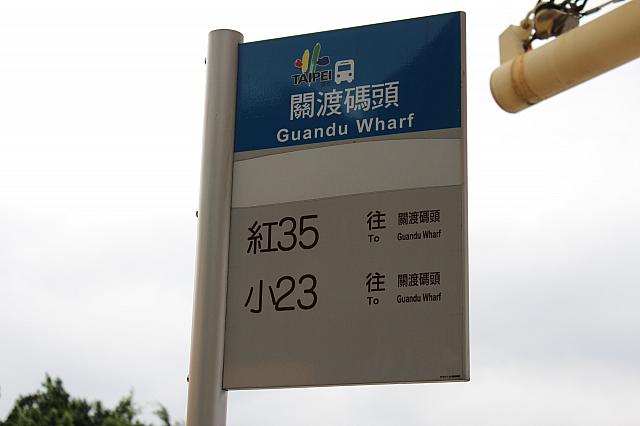 TAIPEI
關渡碼頭
Guandu Wharf
紅35 往 關渡碼頭
To Guandu Wharf
小23 往 關渡碼頭
To Guandu Wharf